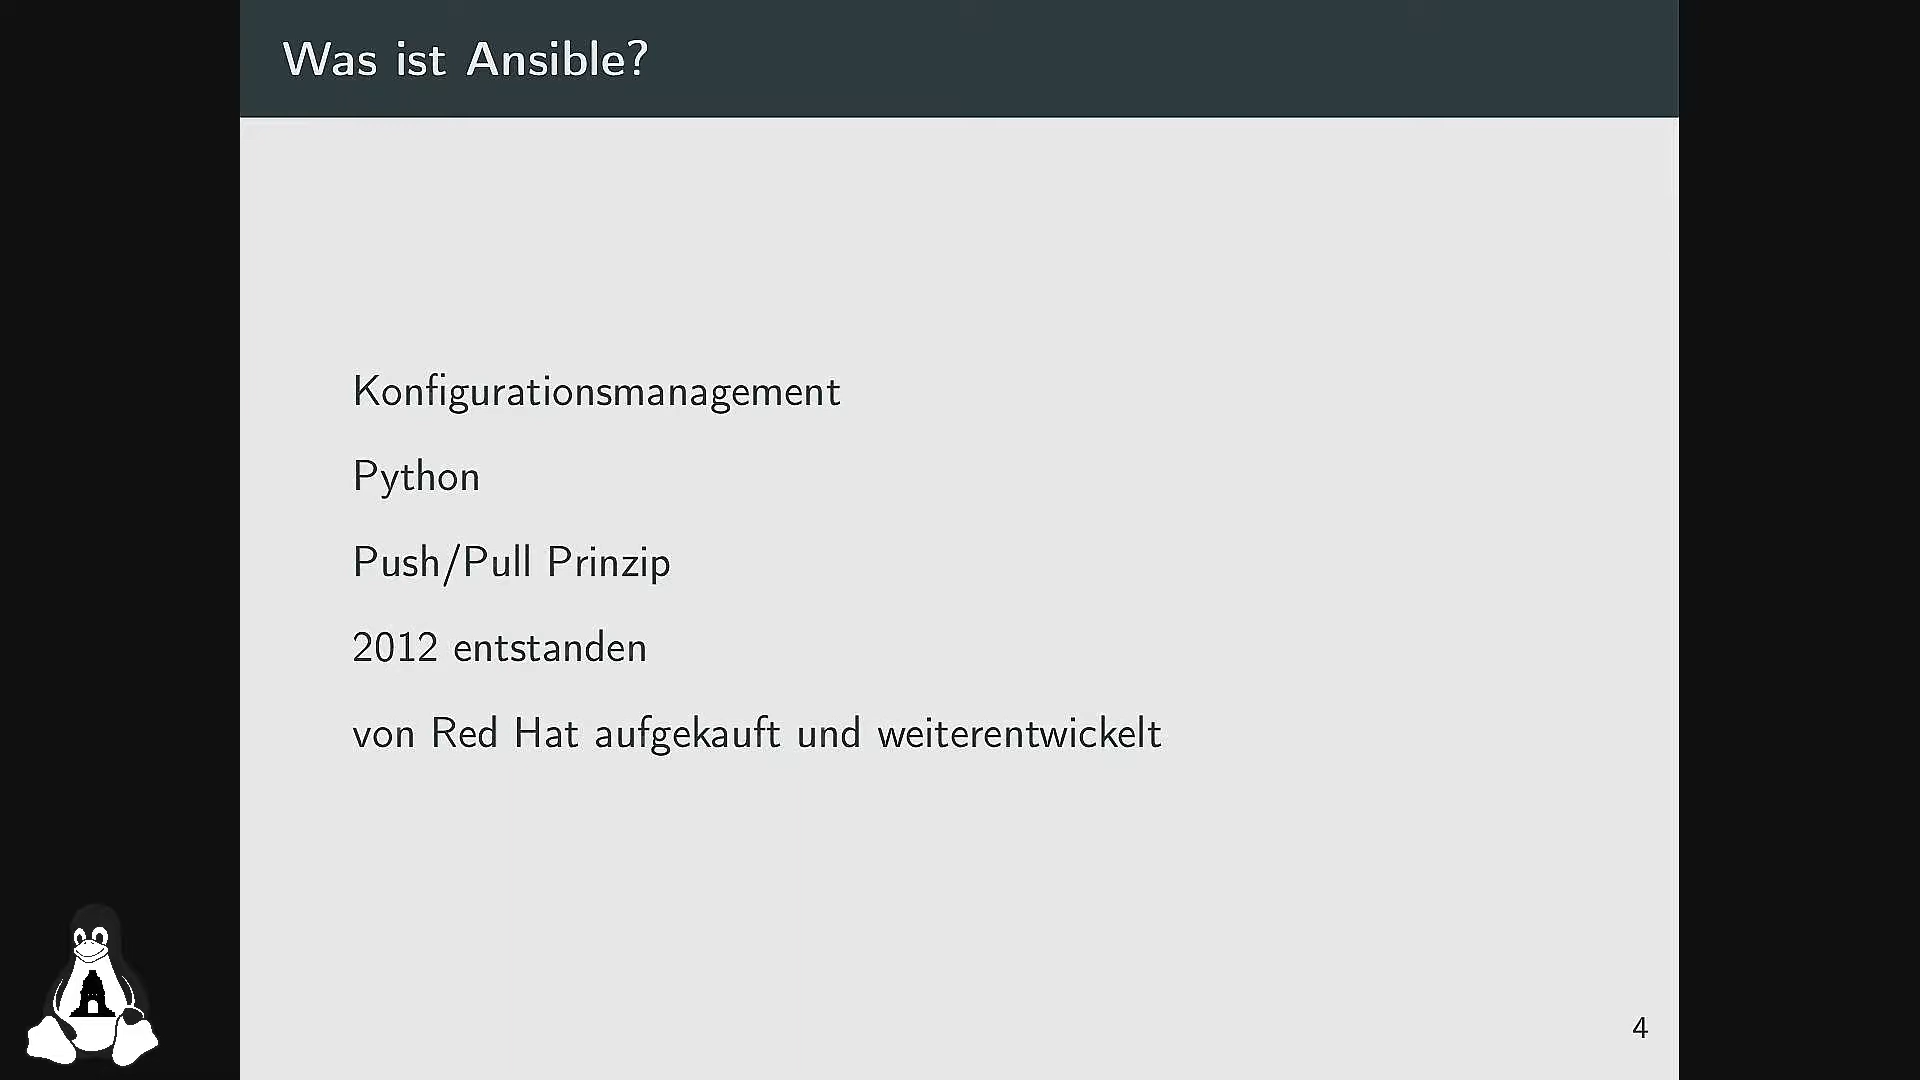 Was ist Ansible?
Konfigurationsmanagement
Python
Push/Pull Prinzip
2012 entstanden
von Red Hat aufgekauft und weiterentwickelt
4